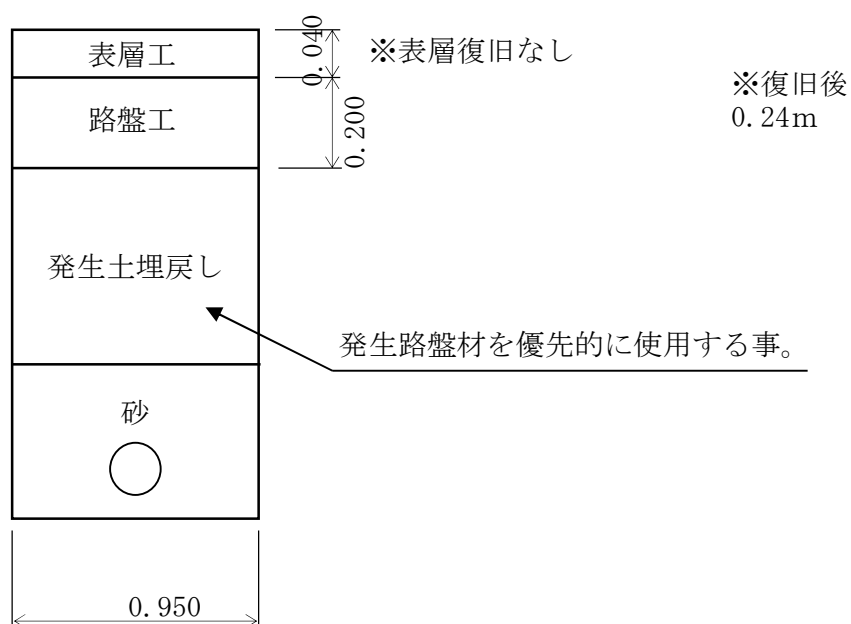 表層工
0.040
※表層復旧なし
路盤工
0.200
※復旧後
0.24m
発生土埋戻し
発生路盤材を優先的に使用する事。
砂
0.950